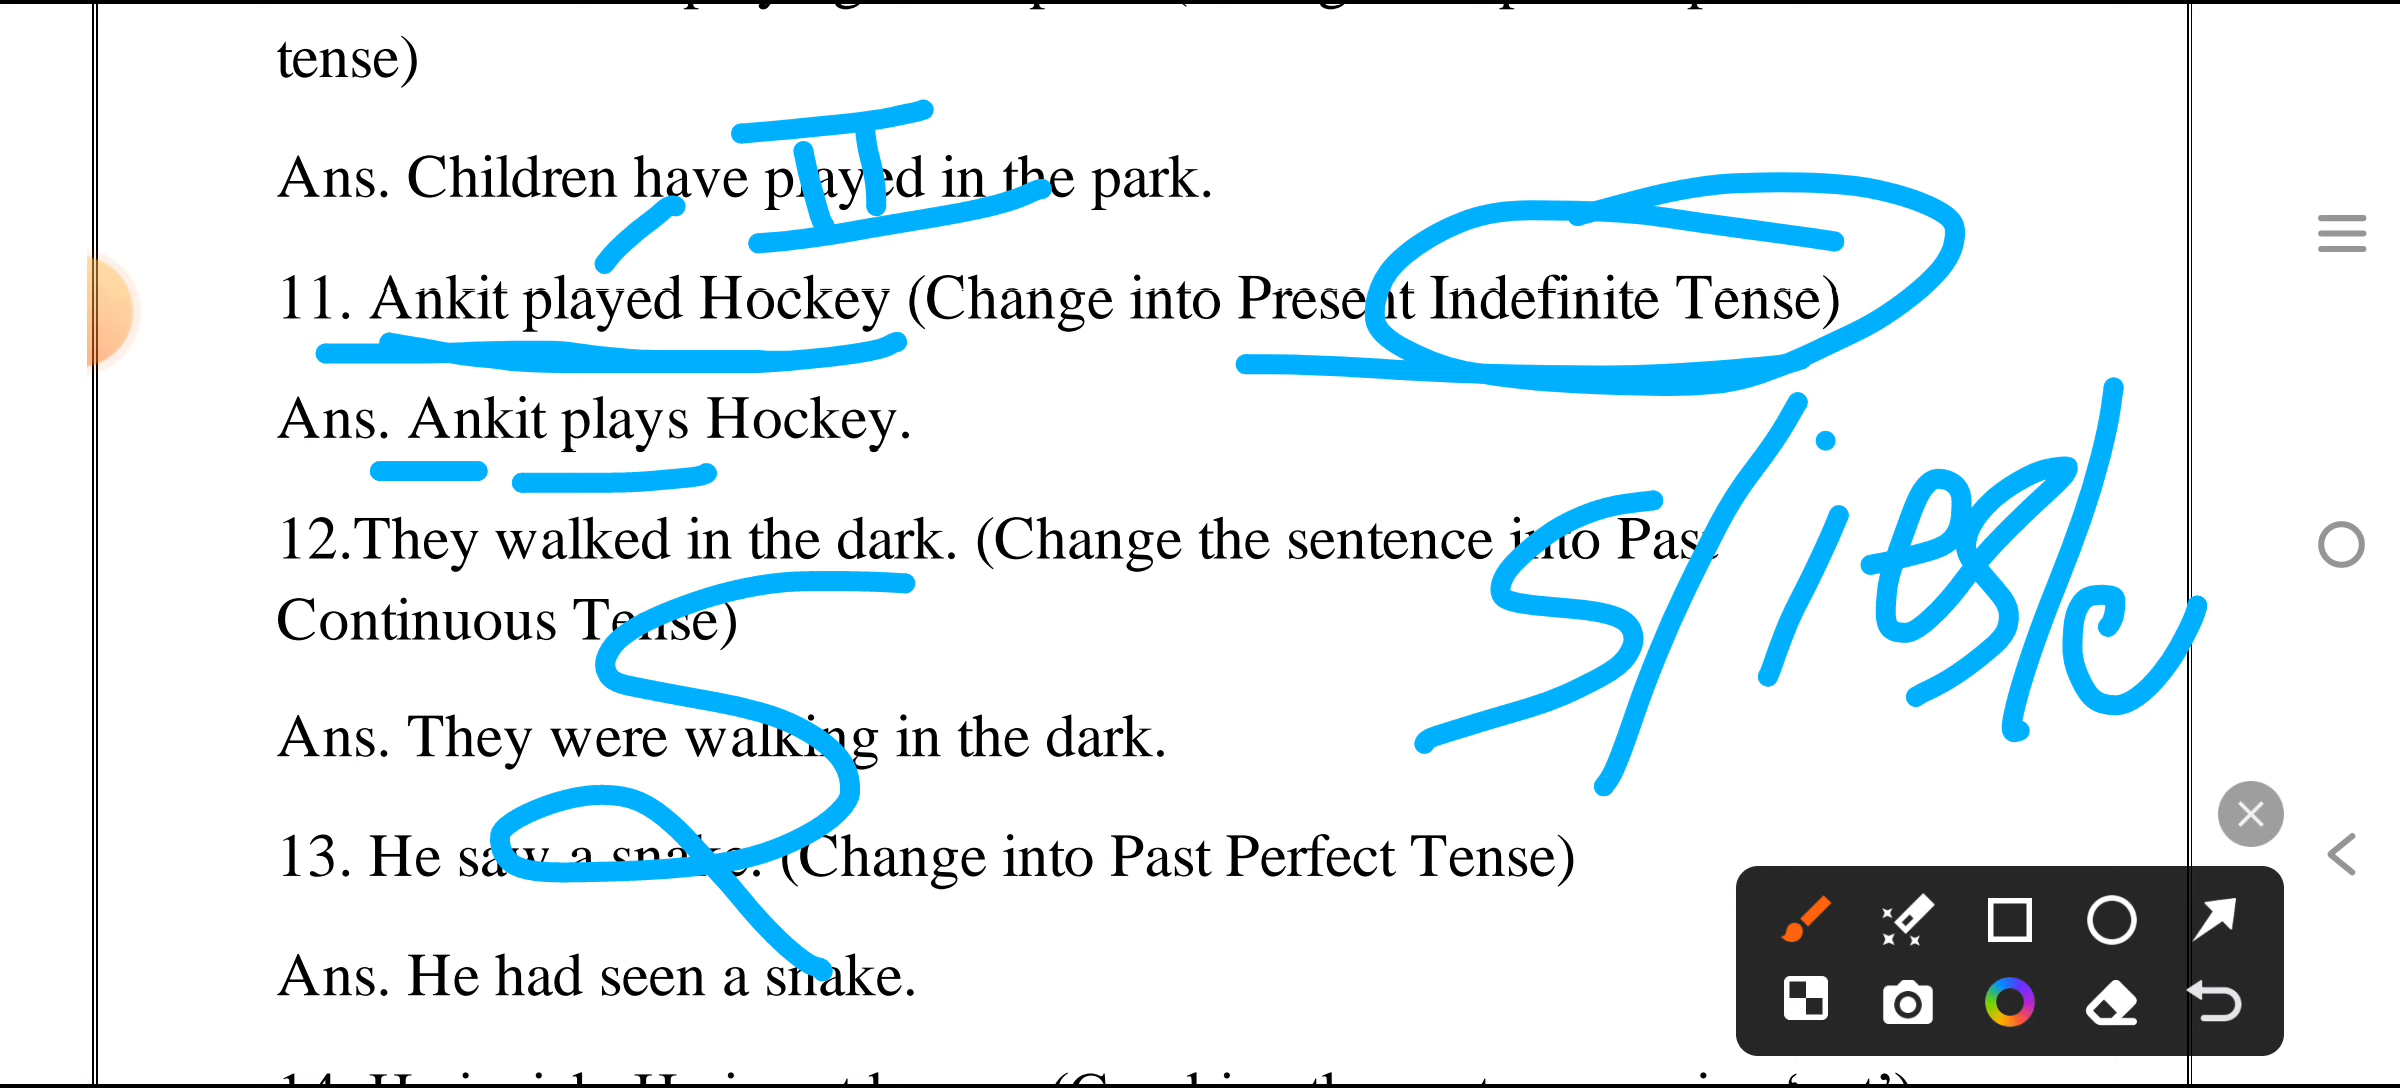 tense)
Ans. Children have played in the park.
II
11. Ankit played Hockey (Change into Present Indefinite Tense)
Ans. Ankit plays Hockey.
s/ies/e
12.They walked in the dark. (Change the sentence into Past
Continuous Tense)
Ans. They were walking in the dark.
13. He saw a snake. (Change into Past Perfect Tense)
Ans. He had seen a snake.